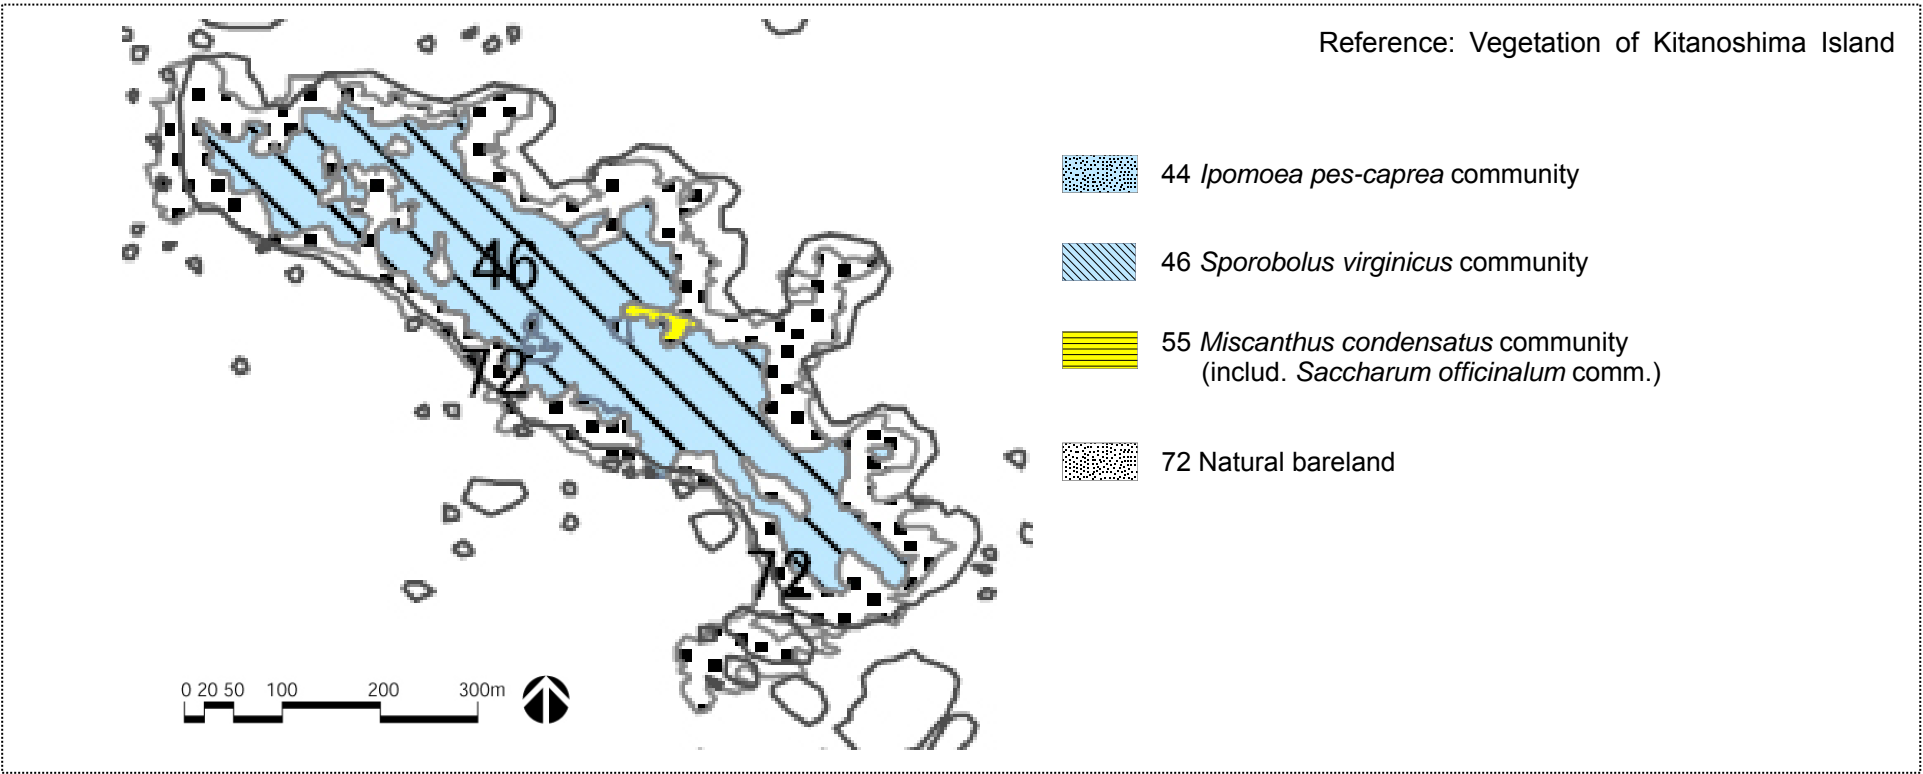 Reference: Vegetation of Kitanoshima Island
44 Ipomoea pes-caprea community
46 Sporobolus virginicus community
55 Miscanthus condensatus community
(includ. Saccharum officinalum comm.)
72 Natural bareland
46
72
72
0 20 50 100 200 300m